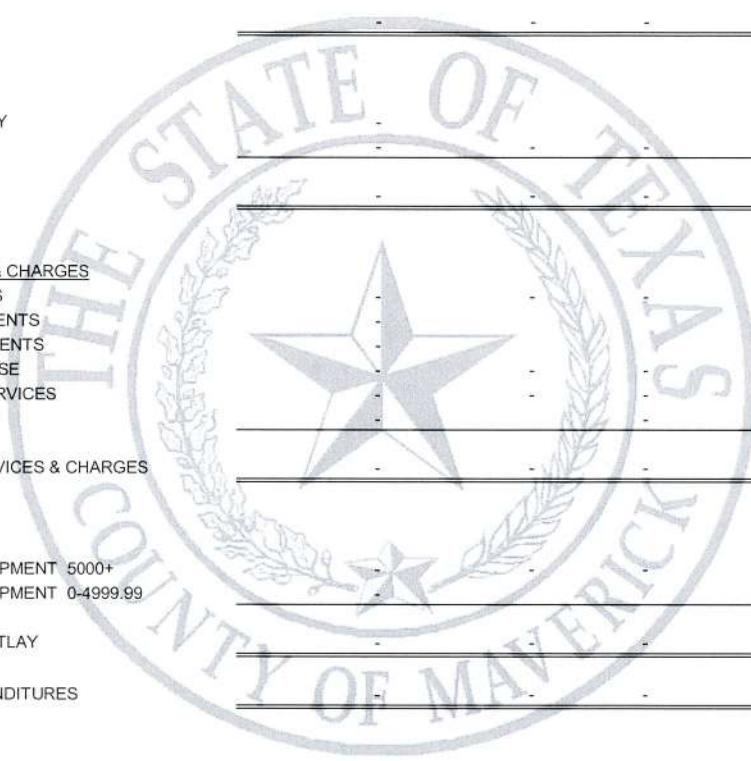 - - -
THE STATE OF TEXAS
Y -
- - -
- - -
& CHARGES
S - - -
ENTS -
ENTS -
SE - - -
RVICES - - -
- -
VICES & CHARGES - - -
PMENT 5000+ - - -
PMENT 0-4999.99 -
TLAY - - -
NDITURES - - -
COUNTY OF MAVERICK